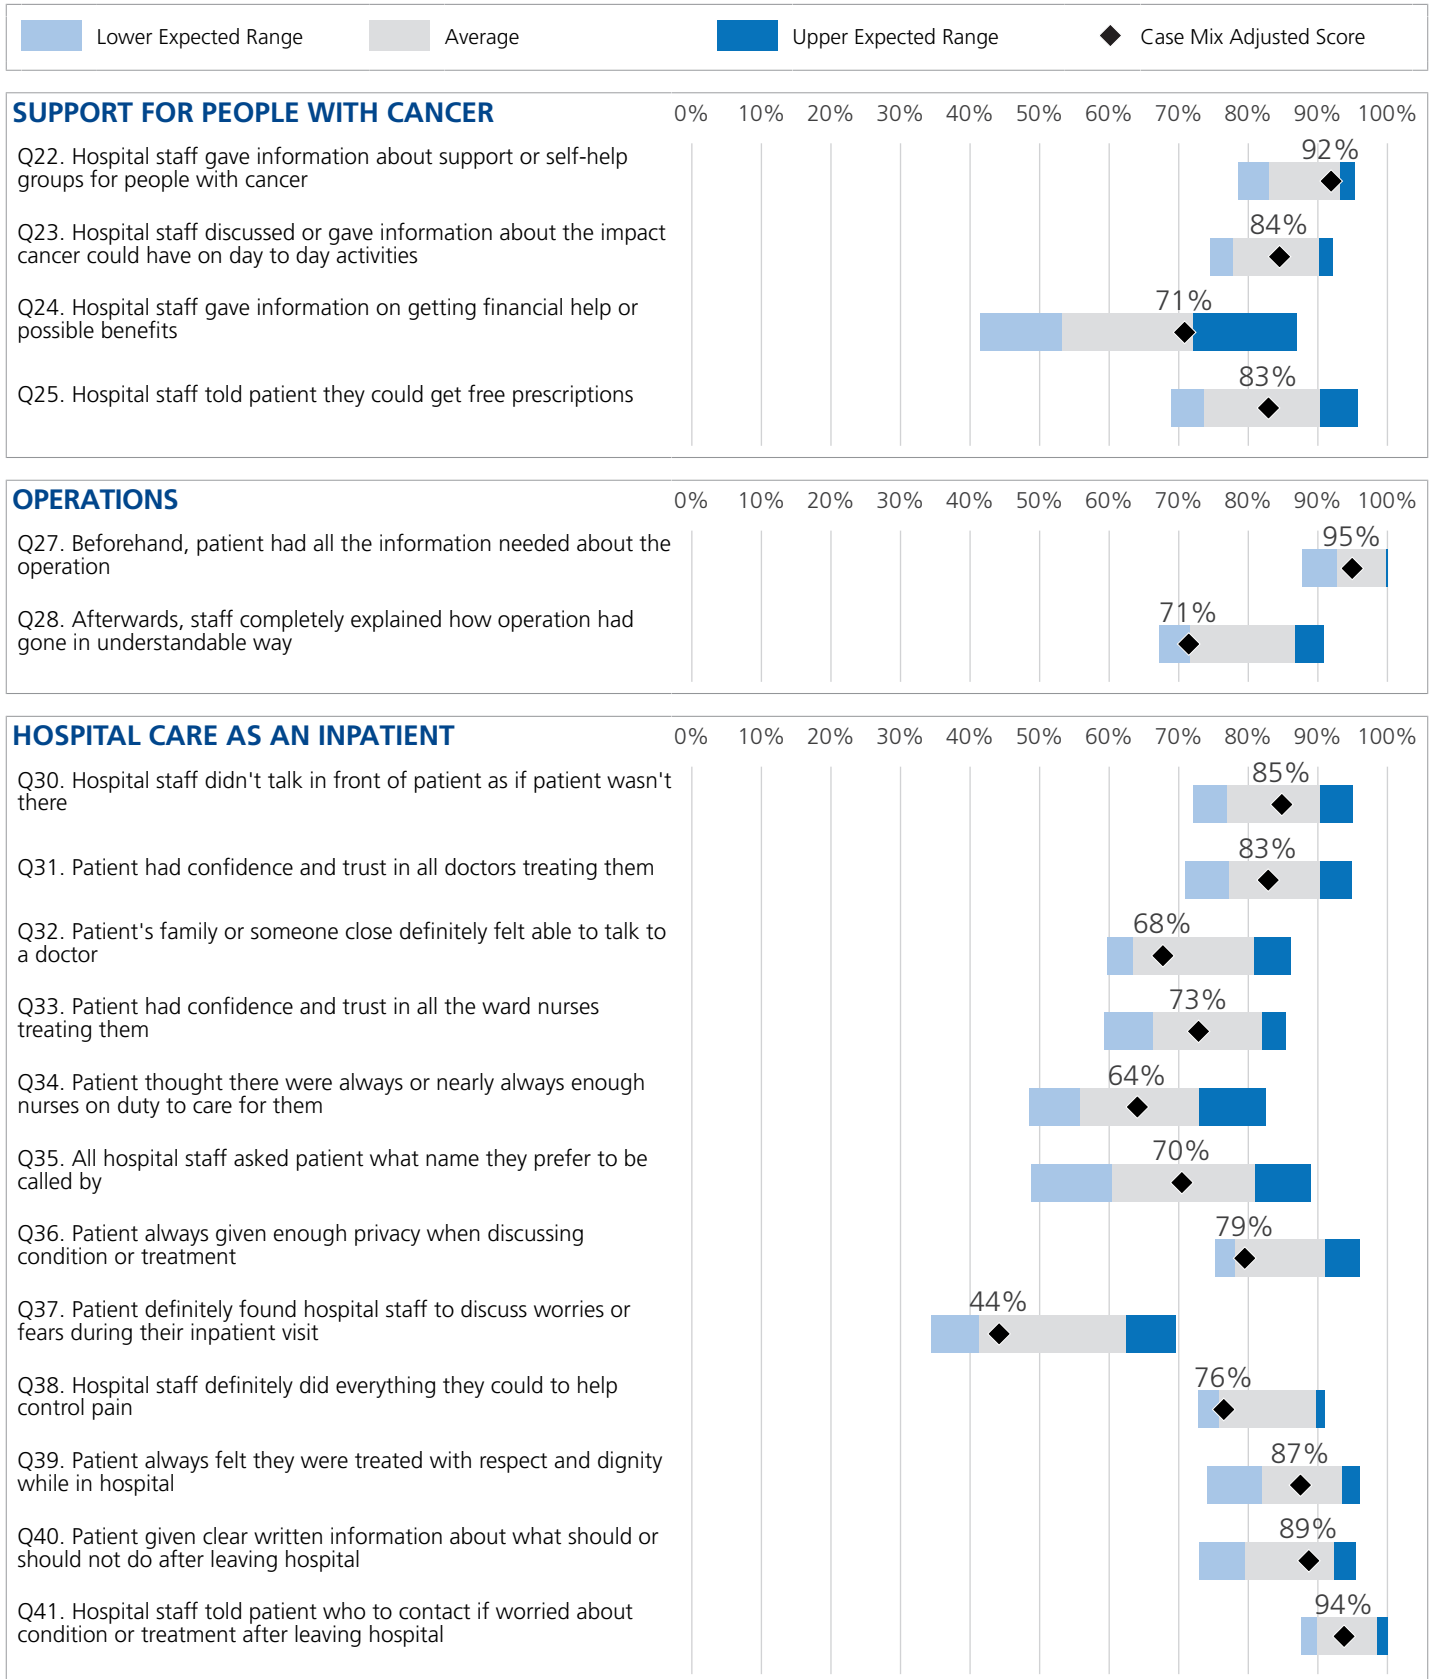 Lower Expected Range Average Upper Expected Range Case Mix Adjusted Score
SUPPORT FOR PEOPLE WITH CANCER 0% 10% 20% 30% 40% 50% 60% 70% 80% 90% 100%
Q22. Hospital staff gave information about support or self-help
groups for people with cancer
92%
Q23. Hospital staff discussed or gave information about the impact
cancer could have on day to day activities
84%
Q24. Hospital staff gave information on getting financial help or
possible benefits
71%
Q25. Hospital staff told patient they could get free prescriptions
83%
OPERATIONS 0% 10% 20% 30% 40% 50% 60% 70% 80% 90% 100%
Q27. Beforehand, patient had all the information needed about the
operation
95%
Q28. Afterwards, staff completely explained how operation had
gone in understandable way
71%
HOSPITAL CARE AS AN INPATIENT 0% 10% 20% 30% 40% 50% 60% 70% 80% 90% 100%
Q30. Hospital staff didn't talk in front of patient as if patient wasn't
there
85%
Q31. Patient had confidence and trust in all doctors treating them
83%
Q32. Patient's family or someone close definitely felt able to talk to
a doctor
68%
Q33. Patient had confidence and trust in all the ward nurses
treating them
73%
Q34. Patient thought there were always or nearly always enough
nurses on duty to care for them
64%
Q35. All hospital staff asked patient what name they prefer to be
called by
70%
Q36. Patient always given enough privacy when discussing
condition or treatment
79%
Q37. Patient definitely found hospital staff to discuss worries or
fears during their inpatient visit
44%
Q38. Hospital staff definitely did everything they could to help
control pain
76%
Q39. Patient always felt they were treated with respect and dignity
while in hospital
87%
Q40. Patient given clear written information about what should or
should not do after leaving hospital
89%
Q41. Hospital staff told patient who to contact if worried about
condition or treatment after leaving hospital
94%